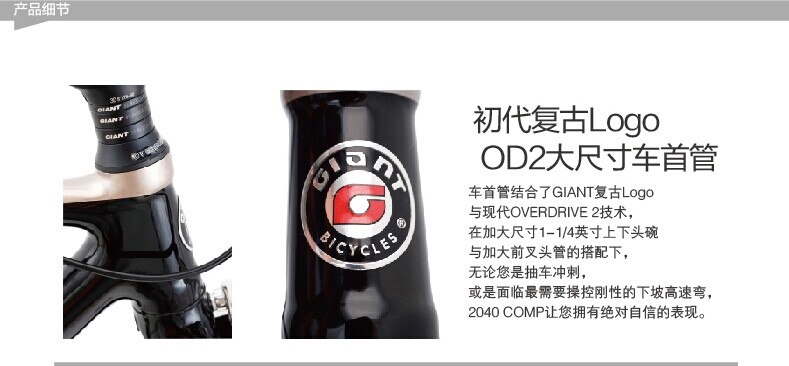 产品细节
GIANT
GIANT
GIANT
GIANT
G
BICYCLES
®
初代复古Logo
OD2大尺寸车首管
车首管结合了GIANT复古Logo
与现代OVERDRIVE 2技术，
在加大尺寸1-1/4英寸上下头碗
与加大前叉头管的搭配下，
无论您是抽车冲刺，
或是面临最需要操控刚性的下坡高速弯，
2040 COMP让您拥有绝对自信的表现。